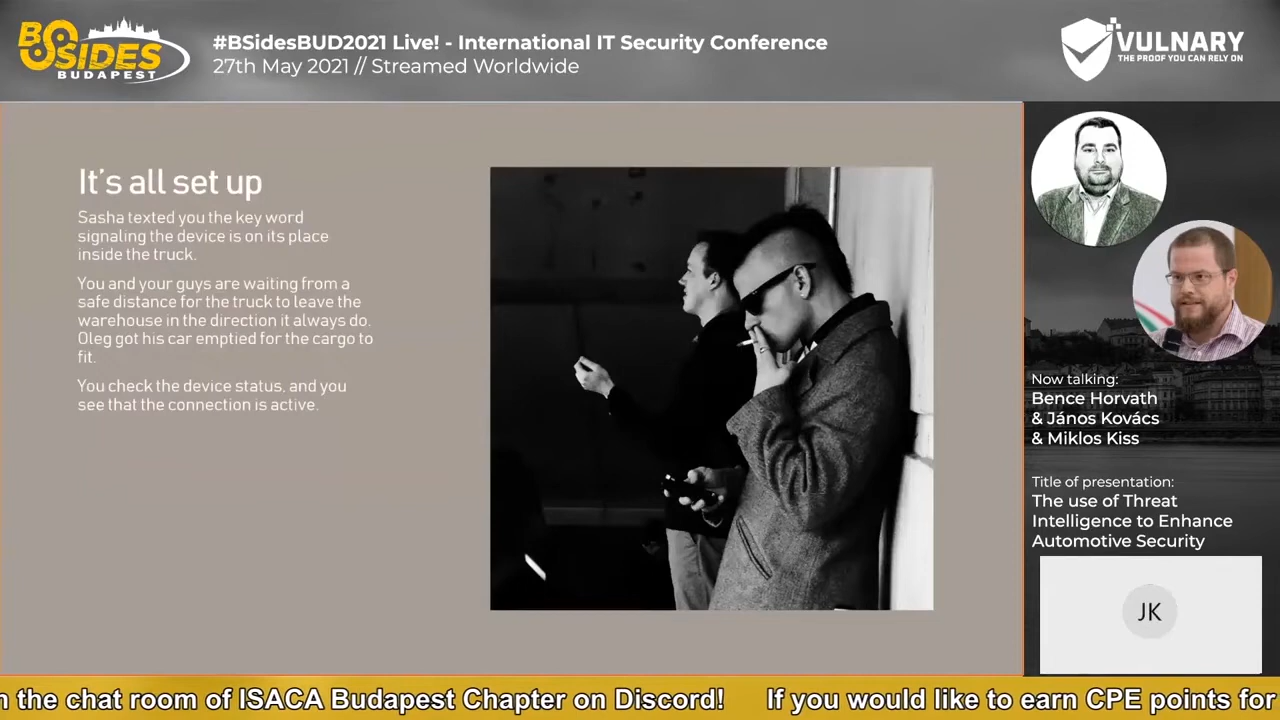 BSIDES
BUDAPEST
#BSidesBUD2021 Live! - International IT Security Conference
27th May 2021 // Streamed Worldwide
VULNARY
THE PROOF YOU CAN RELY ON
It's all set up
Sasha texted you the key word
signaling the device is on its place
inside the truck.
You and your guys are waiting from a
safe distance for the truck to leave the
warehouse in the direction it always do.
Oleg got his car emptied for the cargo to
fit.
You check the device status, and you
see that the connection is active.
Now talking:
Bence Horvath
& János Kovács
& Miklos Kiss
Title of presentation:
The use of Threat
Intelligence to Enhance
Automotive Security
JK
the chat room of ISACA Budapest Chapter on Discord! If you would like to earn CPE points for